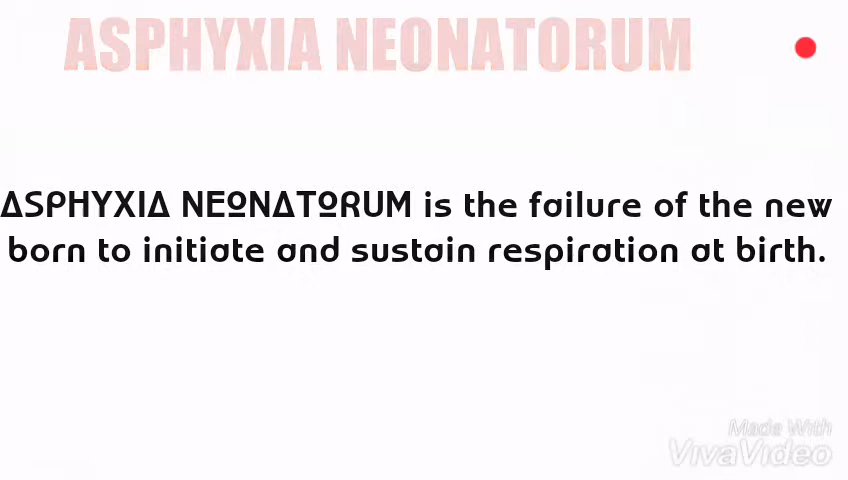 ASPHYXIA NEONATORUM
ASPHYXIA NEONATORUM is the failure of the new
born to initiate and sustain respiration at birth.
Made With
VivaVideo